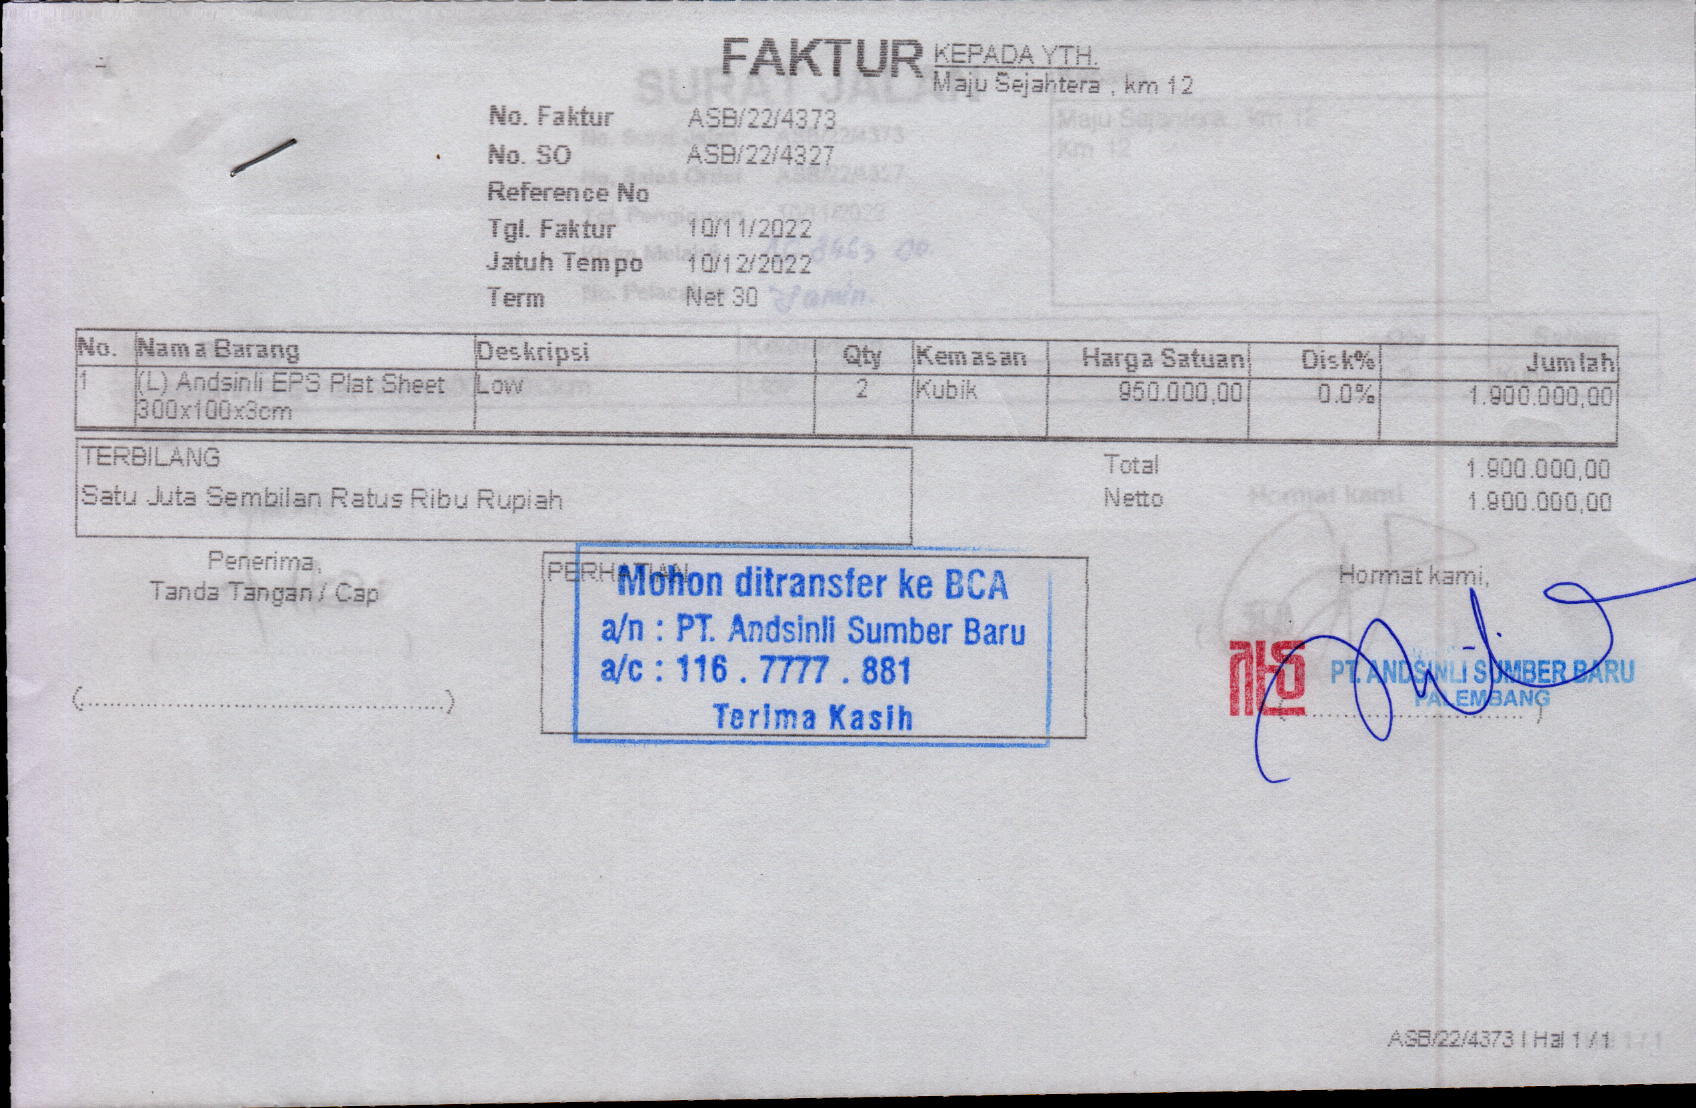 FAKTUR
KEPADA YTH.
Maju Sejahtera , km 12
No. Faktur ASB/22/4373
No. SO ASB/22/4327
Reference No
Tgl. Faktur 10/11/2022
Jatuh Tempo 10/12/2022
Term Net 30
No. Nama Barang Deskripsi Qty Kemasan Harga Satuan Disk% Jumlah
1 (L) Andsinli EPS Plat Sheet Low 2 Kubik 950.000,00 0.0% 1.900.000,00
300x100x3cm
TERBILANG
Satu Juta Sembilan Ratus Ribu Rupiah
Total 1.900.000,00
Netto 1.900.000,00
Penerima,
Tanda Tangan / Cap
(................................................)
PERHATIAN
Mohon ditransfer ke BCA
a/n : PT. Andsinli Sumber Baru
a/c : 116 . 7777 . 881
Terima Kasih
Hormat kami,
PT. ANDSINLI SUMBER BARU
PALEMBANG
ASB/22/4373 | Hal 1 / 1